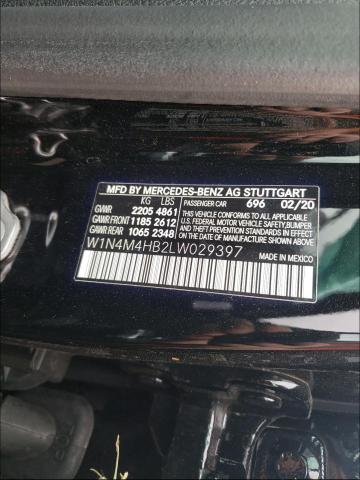 MFD BY MERCEDES-BENZ AG STUTTGART
KG LBS PASSENGER CAR 696 02/20
GVWR 2205 4861
GAWR FRONT 1185 2612
GAWR REAR 1065 2348
THIS VEHICLE CONFORMS TO ALL APPLICABLE
U.S. FEDERAL MOTOR VEHICLE SAFETY
BUMPER AND THEFT PREVENTION STANDARDS
IN EFFECT ON THE DATE OF MANUFACTURE
SHOWN ABOVE.
W1N4M4HB2LW029397
MADE IN MEXICO